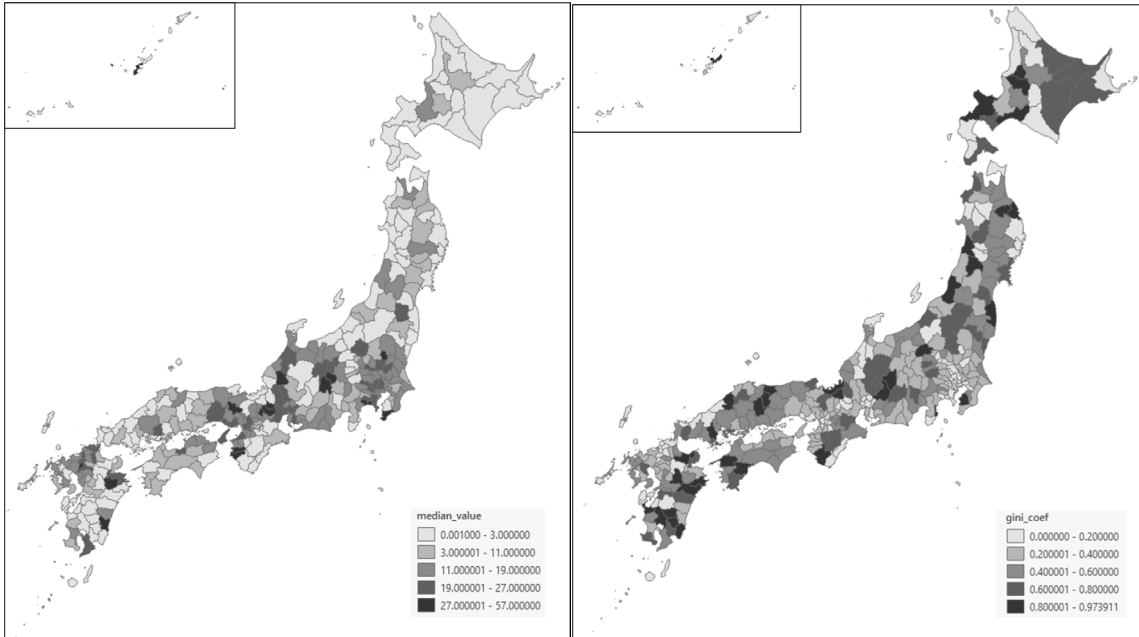 median_value
0.001000 - 3.000000
3.000001 - 11.000000
11.000001 - 19.000000
19.000001 - 27.000000
27.000001 - 57.000000
gini_coef
0.000000 - 0.200000
0.200001 - 0.400000
0.400001 - 0.600000
0.600001 - 0.800000
0.800001 - 0.973911